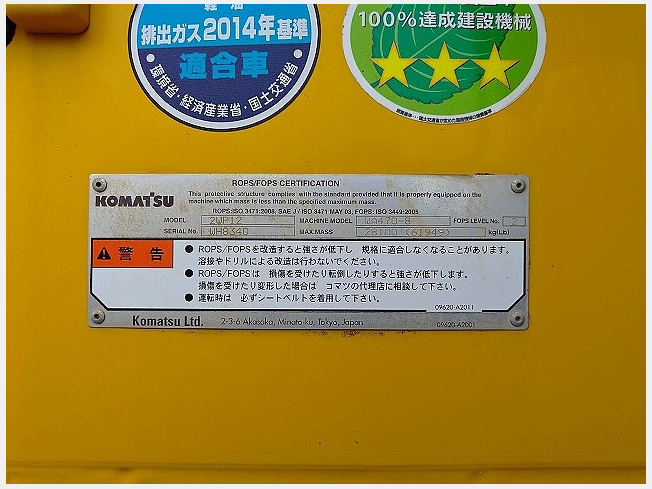 軽油
排出ガス2014年基準
適合車
・環境省・経済産業省・国土交通省・
100%達成建設機械
ROPS/FOPS CERTIFICATION
KOMATSU
This protective structure complies with the standard provided that it is properly equipped on the
machine which mass is less than the specified maximum mass.
ROPS:ISO 3471:2008, SAE J/ISO 3471 MAY 03, FOPS: ISO 3449:2005
MODEL 2WP12 MACHINE MODEL WA470-8 FOPS LEVEL No. 2
SERIAL No. WH8340 MAX.MASS 28100 (61949) kg(Lb)
警告
● ROPS/FOPSを改造すると強さが低下し 規格に適合しなくなることがあります。
溶接やドリルによる改造は行わないでください。
● ROPS/FOPSは 損傷を受けたり転倒したりすると強さが低下します。
損傷を受けたり変形した場合は コマツの代理店に相談して下さい。
● 運転時は 必ずシートベルトを着用して下さい。
09620-A2011
Komatsu Ltd. 2-3-6 Akasaka, Minato-ku, Tokyo, Japan 09620-A2001